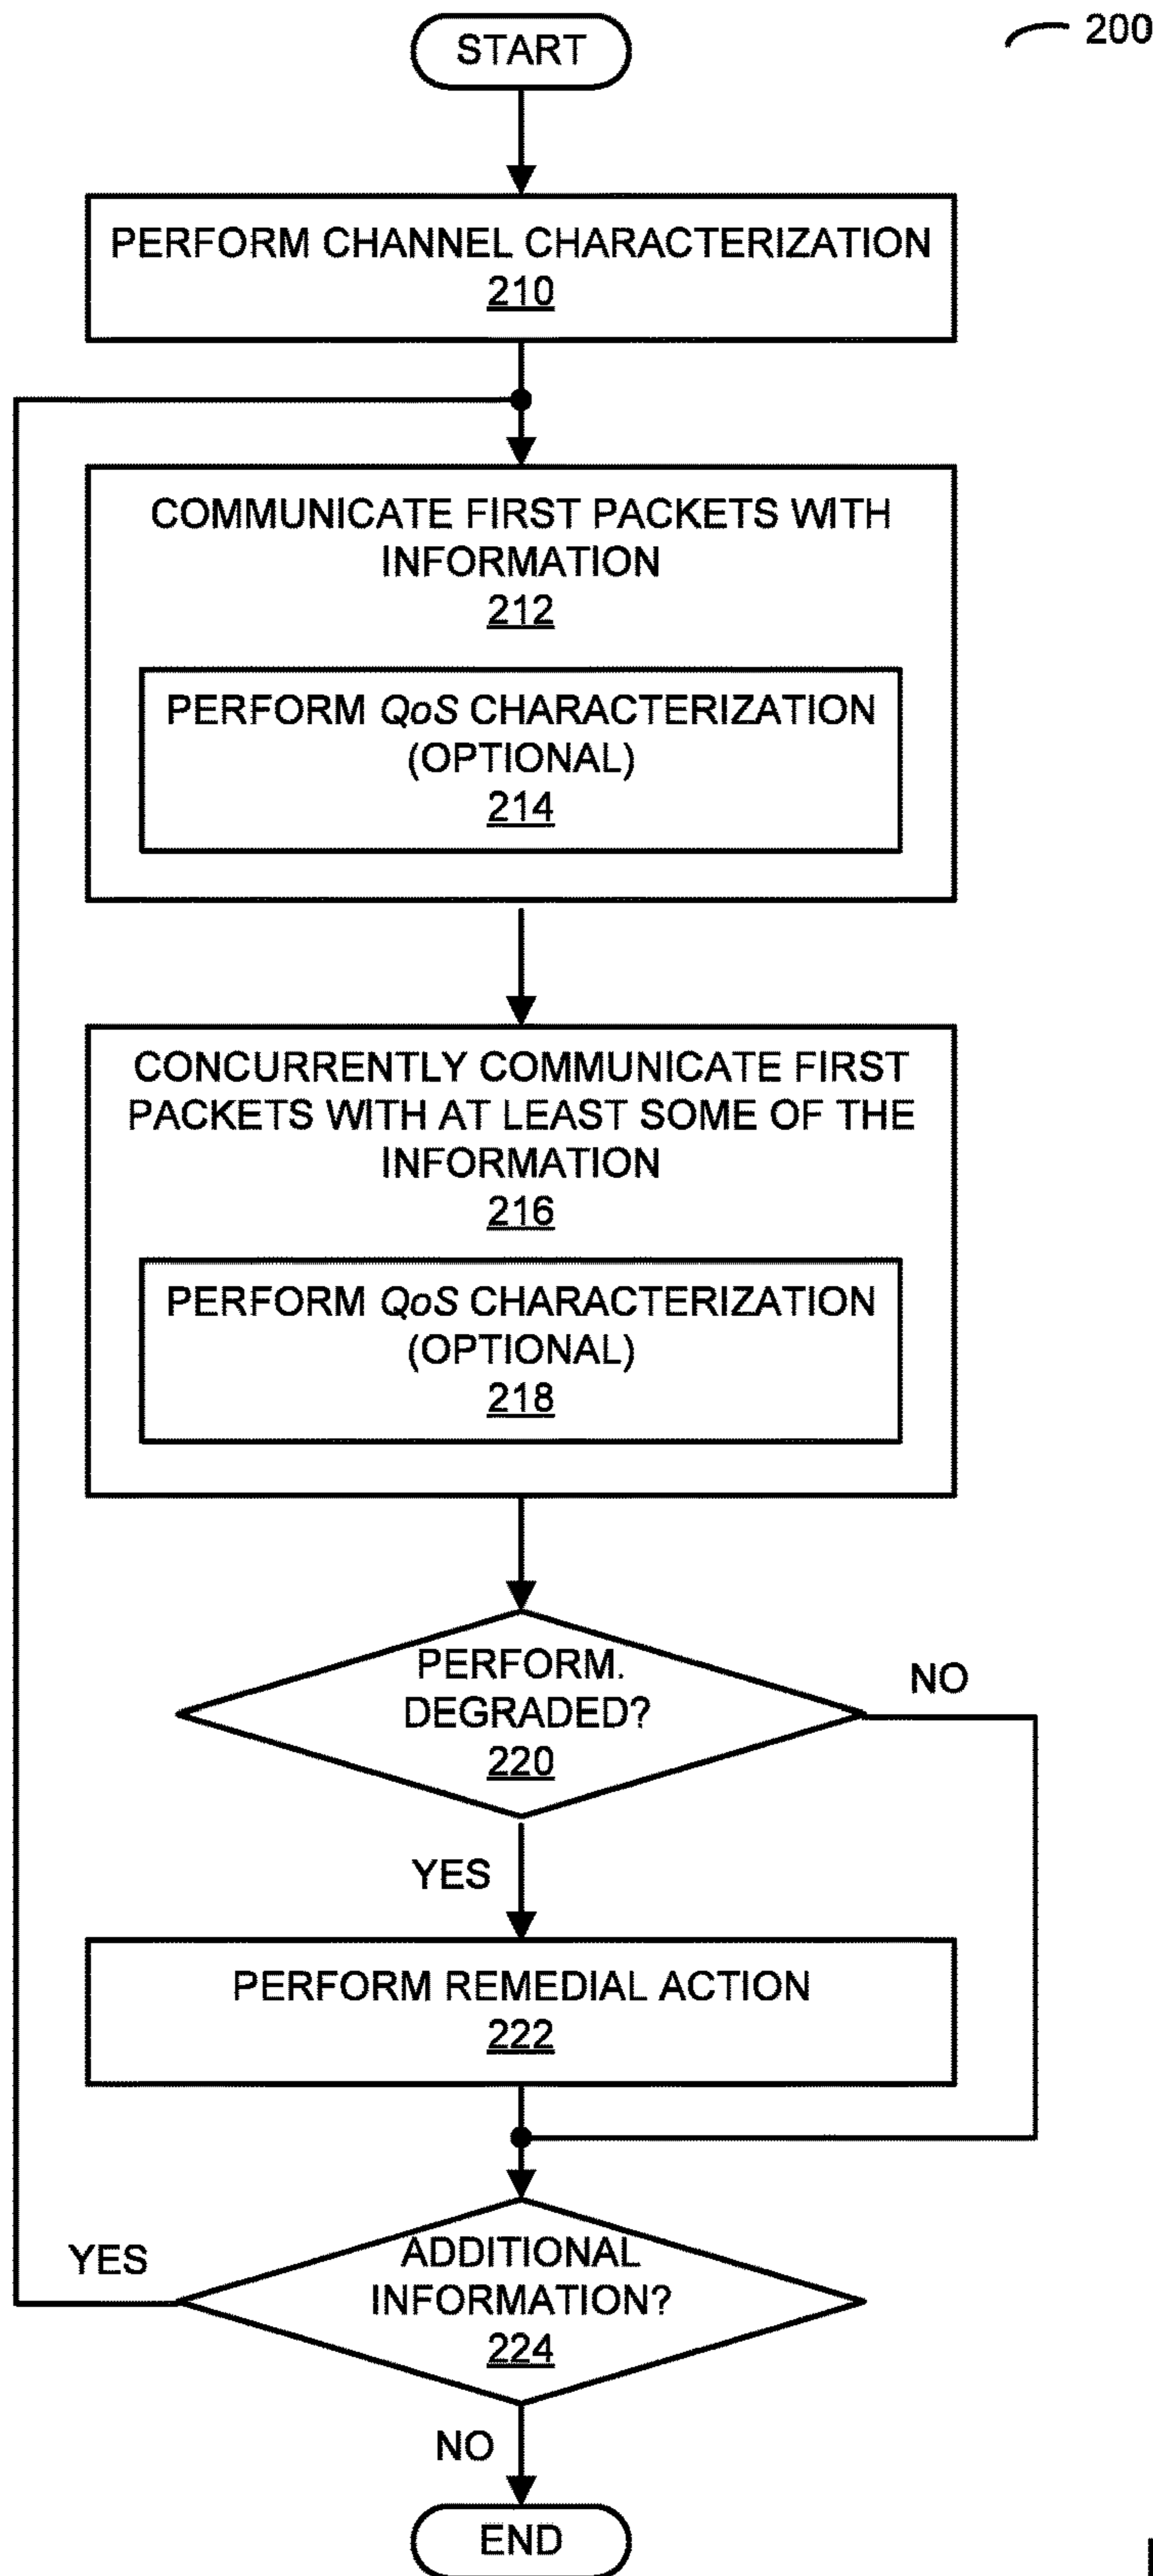 START
200
PERFORM CHANNEL CHARACTERIZATION
210
COMMUNICATE FIRST PACKETS WITH
INFORMATION
212
PERFORM QoS CHARACTERIZATION
(OPTIONAL)
214
CONCURRENTLY COMMUNICATE FIRST
PACKETS WITH AT LEAST SOME OF THE
INFORMATION
216
PERFORM QoS CHARACTERIZATION
(OPTIONAL)
218
PERFORM.
DEGRADED?
220
NO
YES
PERFORM REMEDIAL ACTION
222
ADDITIONAL
INFORMATION?
224
YES
NO
END